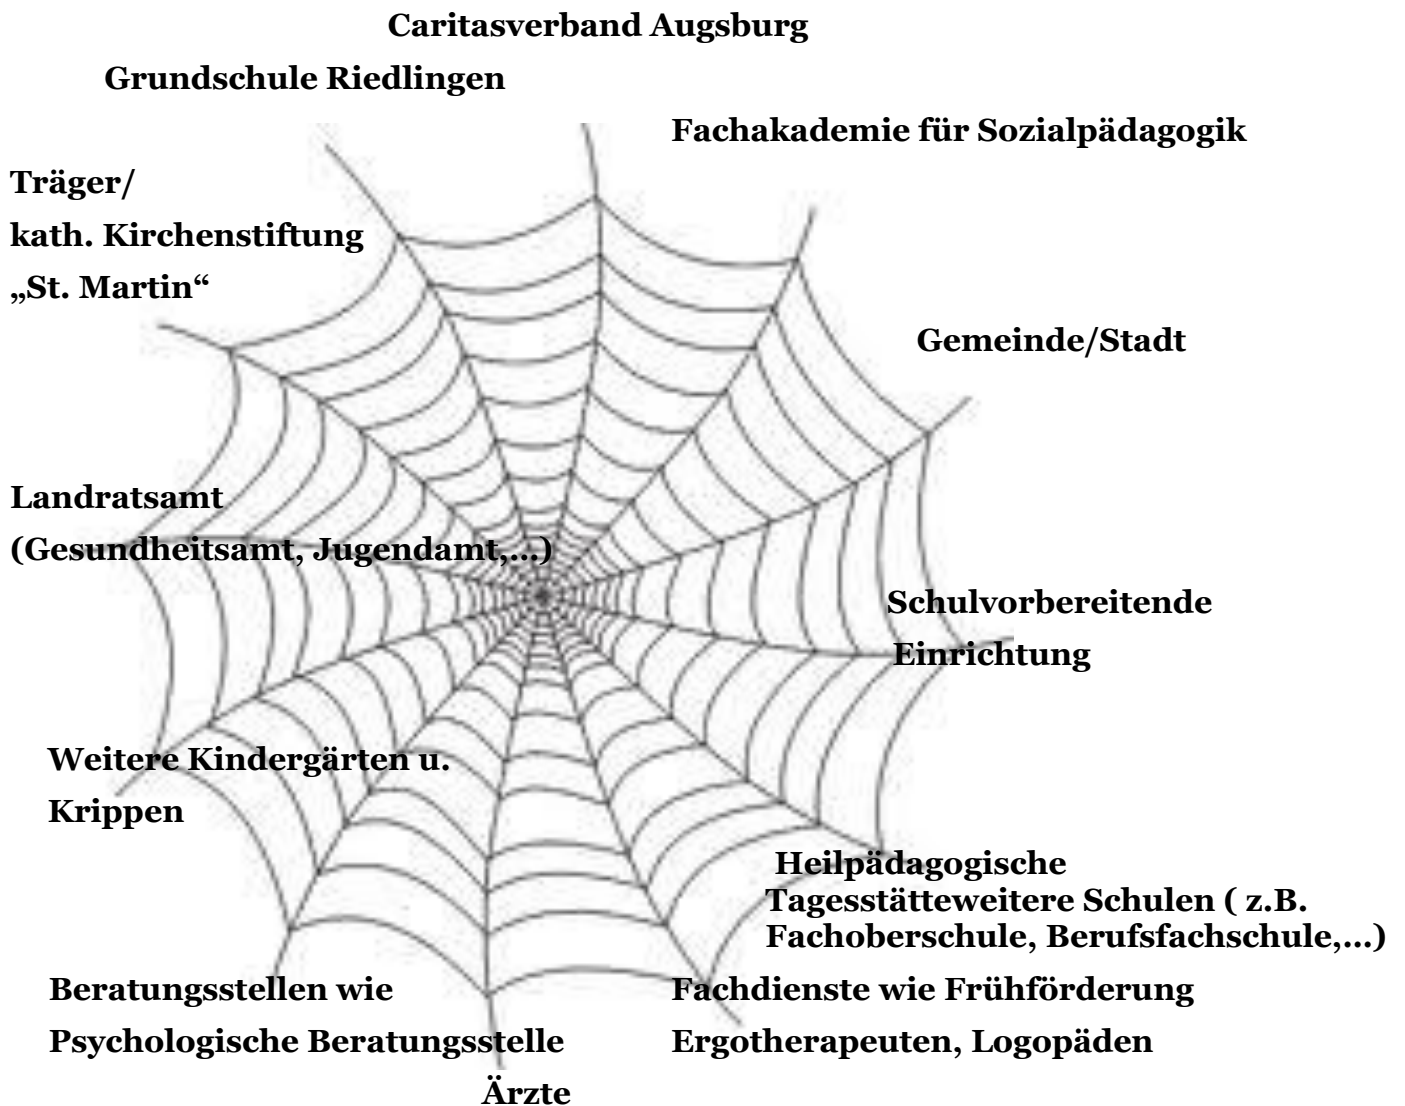 Caritasverband Augsburg
Grundschule Riedlingen
Fachakademie für Sozialpädagogik
Träger/
kath. Kirchenstiftung
„St. Martin“
Gemeinde/Stadt
Landratsamt
(Gesundheitsamt, Jugendamt,...)
Schulvorbereitende
Einrichtung
Weitere Kindergärten u.
Krippen
Heilpädagogische
Tagesstätteweitere Schulen ( z.B.
Fachoberschule, Berufsfachschule,...)
Beratungsstellen wie
Psychologische Beratungsstelle
Fachdienste wie Frühförderung
Ergotherapeuten, Logopäden
Ärzte